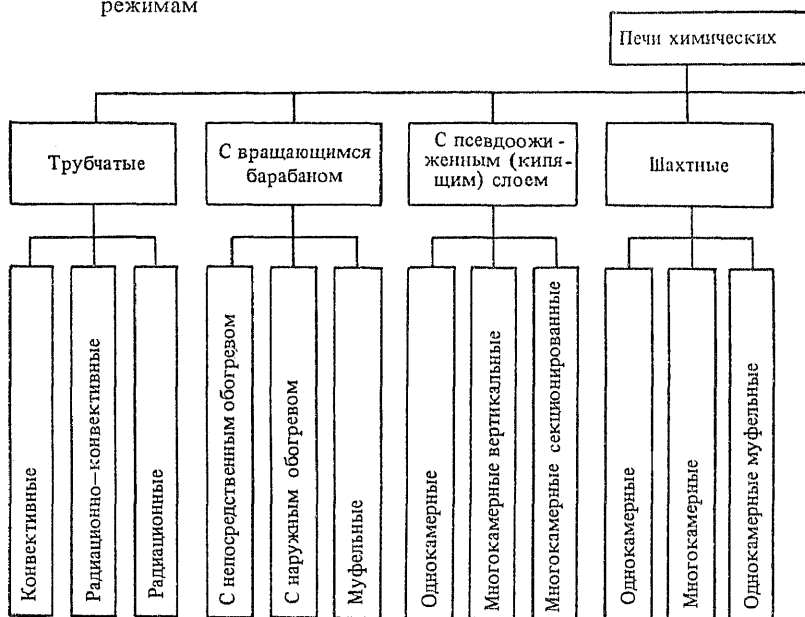 режимам
Печи химических
Трубчатые
С вращающимся
барабаном
С псевдоожи-
женным (кипя-
щим) слоем
Шахтные
Конвективные
Радиационно-конвективные
Радиационные
С непосредственным обогревом
С наружным обогревом
Муфельные
Однокамерные
Многокамерные вертикальные
Многокамерные секционированные
Однокамерные
Многокамерные
Однокамерные муфельные